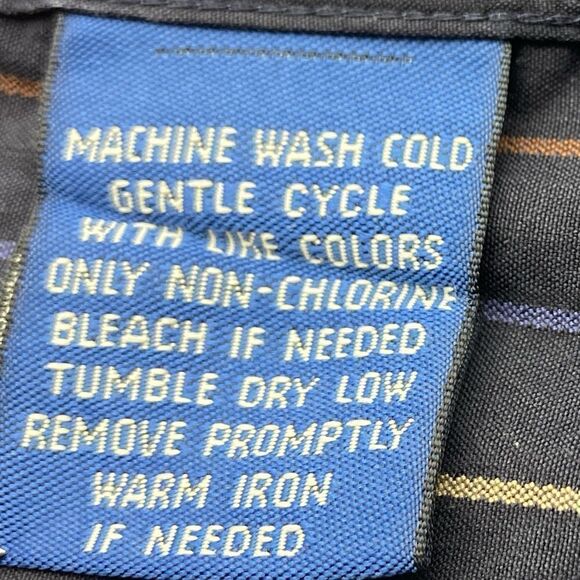 MACHINE WASH COLD
GENTLE CYCLE
WITH LIKE COLORS
ONLY NON-CHLORINE
BLEACH IF NEEDED
TUMBLE DRY LOW
REMOVE PROMPTLY
WARM IRON
IF NEEDED